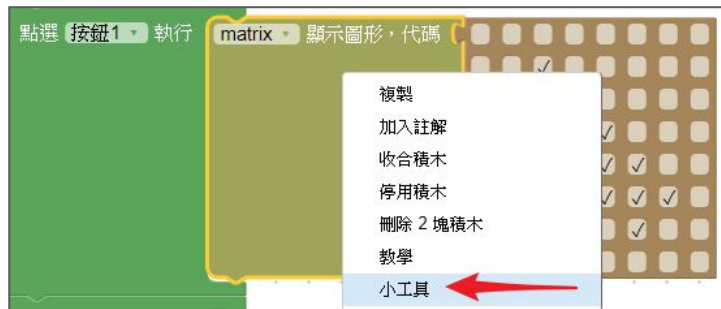 點選 按鈕1 執行 matrix 顯示圖形,代碼
複製
加入註解
收合積木
停用積木
刪除 2 塊積木
教學
小工具